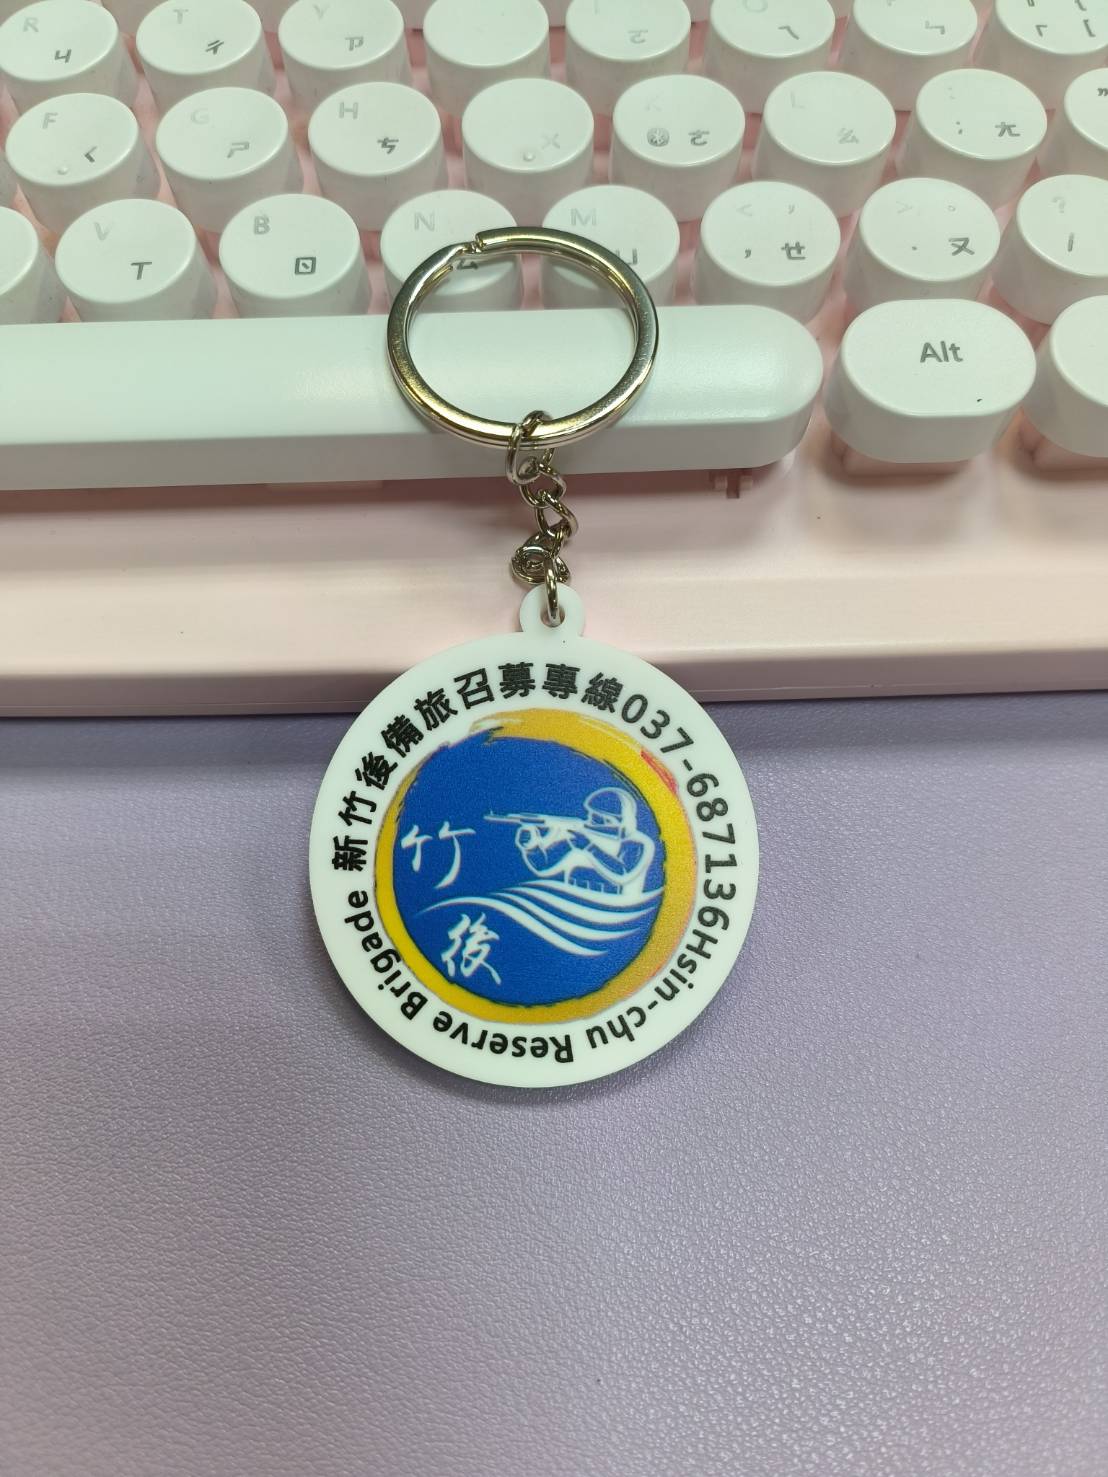 R ㄐ
T ㄔ
Y ㄗ
ㄛ
ㄟ
F ㄑ
G ㄕ
H ㄘ
ㄨ
K ㄜ
L ㄠ
; ㄤ
V ㄒ
B ㄖ
N
M ㄩ
< ,
, ㄝ
> 。
. ㄡ
?
Alt
新竹後備旅召募專線037-687136
Hsin-chu Reserve Brigade
竹
後